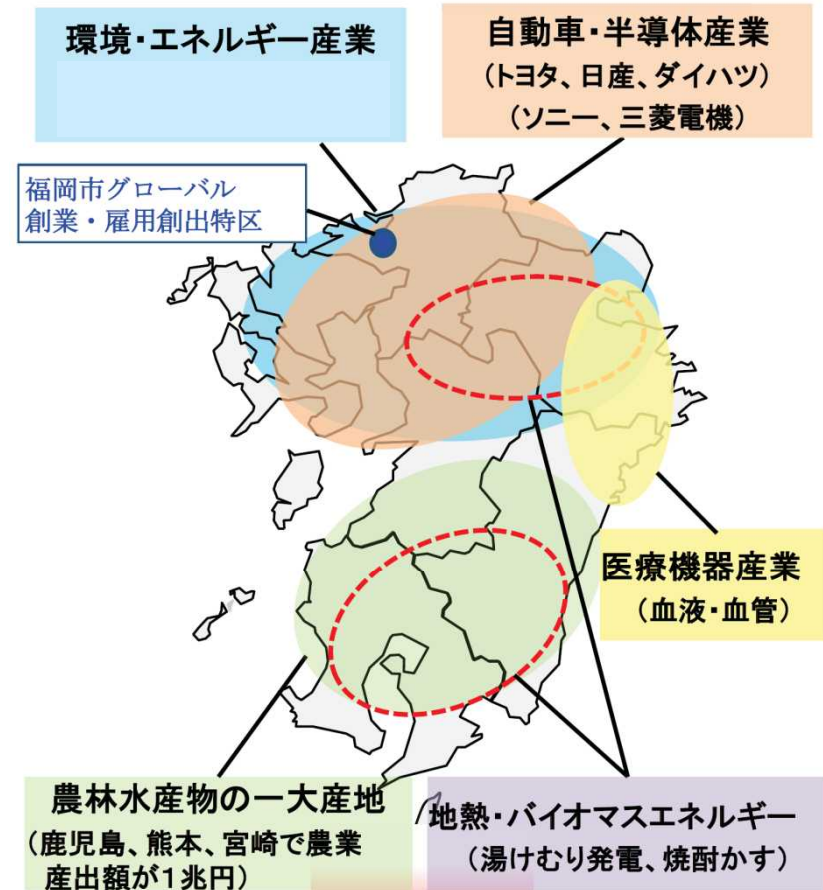 環境・エネルギー産業
自動車・半導体産業
（トヨタ、日産、ダイハツ）
（ソニー、三菱電機）
福岡市グローバル
創業・雇用創出特区
医療機器産業
（血液・血管）
農林水産物の一大産地
（鹿児島、熊本、宮崎で農業
産出額が１兆円）
地熱・バイオマスエネルギー
（湯けむり発電、焼酎かす）